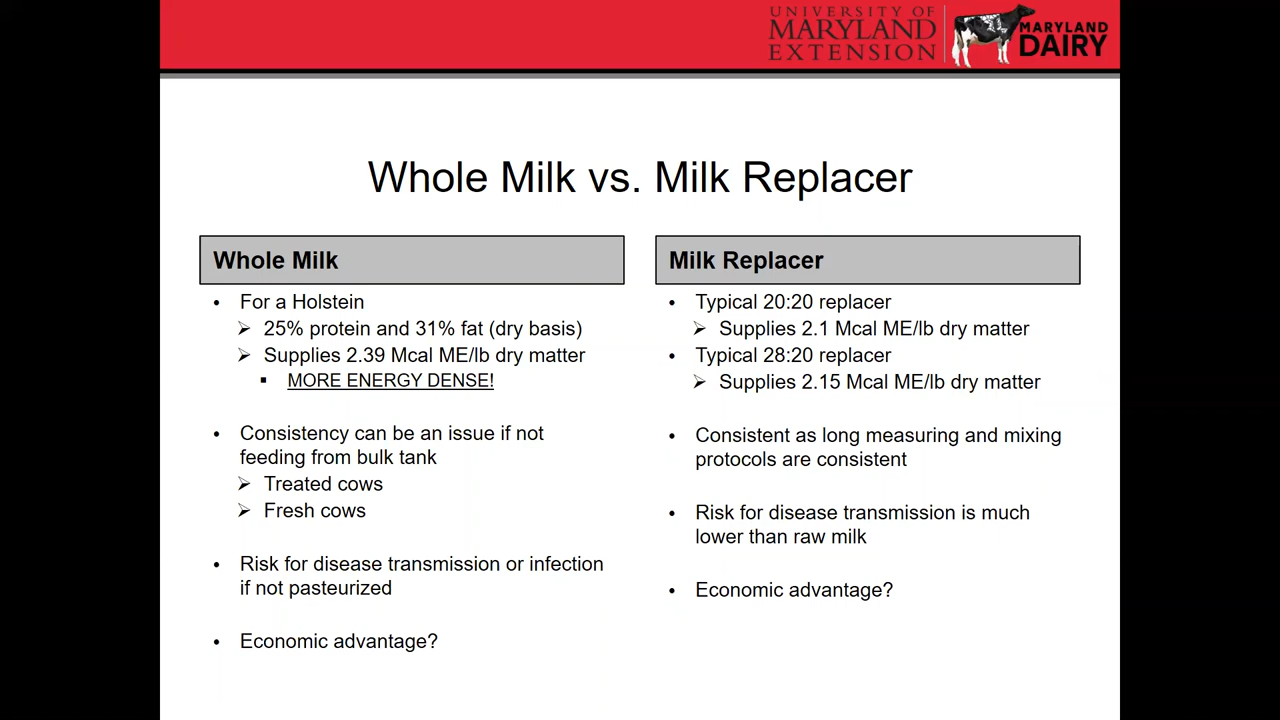 UNIVERSITY OF
MARYLAND
EXTENSION
MARYLAND
DAIRY
Whole Milk vs. Milk Replacer
Whole Milk
• For a Holstein
➢ 25% protein and 31% fat (dry basis)
➢ Supplies 2.39 Mcal ME/lb dry matter
▪ MORE ENERGY DENSE!
• Consistency can be an issue if not
feeding from bulk tank
➢ Treated cows
➢ Fresh cows
• Risk for disease transmission or infection
if not pasteurized
• Economic advantage?
Milk Replacer
• Typical 20:20 replacer
➢ Supplies 2.1 Mcal ME/lb dry matter
• Typical 28:20 replacer
➢ Supplies 2.15 Mcal ME/lb dry matter
• Consistent as long measuring and mixing
protocols are consistent
• Risk for disease transmission is much
lower than raw milk
• Economic advantage?